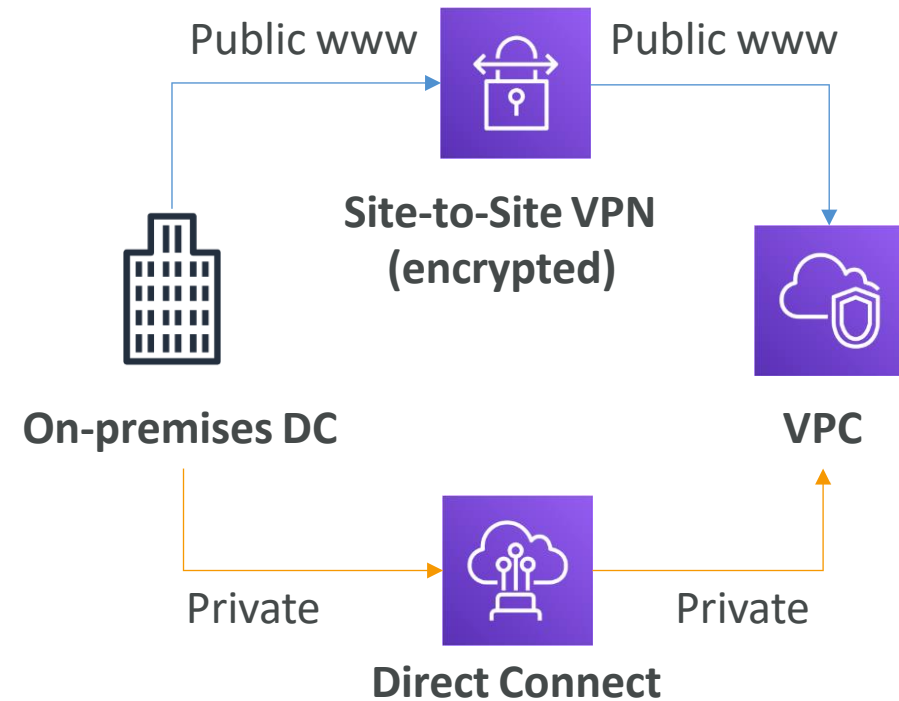 Public www
Public www
Site-to-Site VPN
(encrypted)
On-premises DC
VPC
Private
Private
Direct Connect